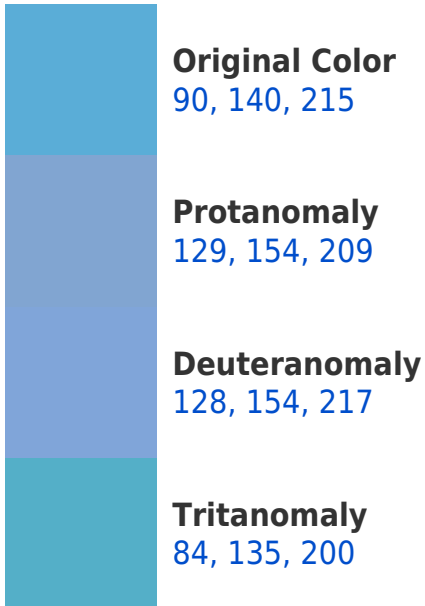 Original Color
90, 140, 215
Protanomaly
129, 154, 209
Deuteranomaly
128, 154, 217
Tritanomaly
84, 135, 200